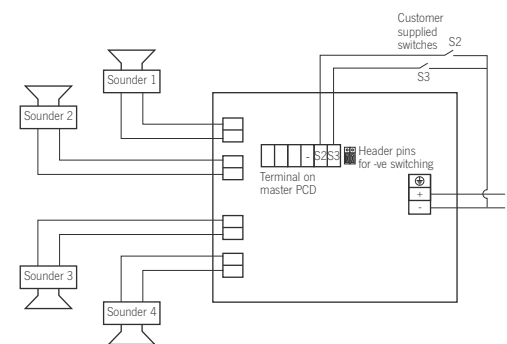 Customer
supplied
switches
S2
S3
Sounder 1
Sounder 2
- S2 S3
Header pins
for -ve switching
Terminal on
master PCD
+
-
Sounder 3
Sounder 4